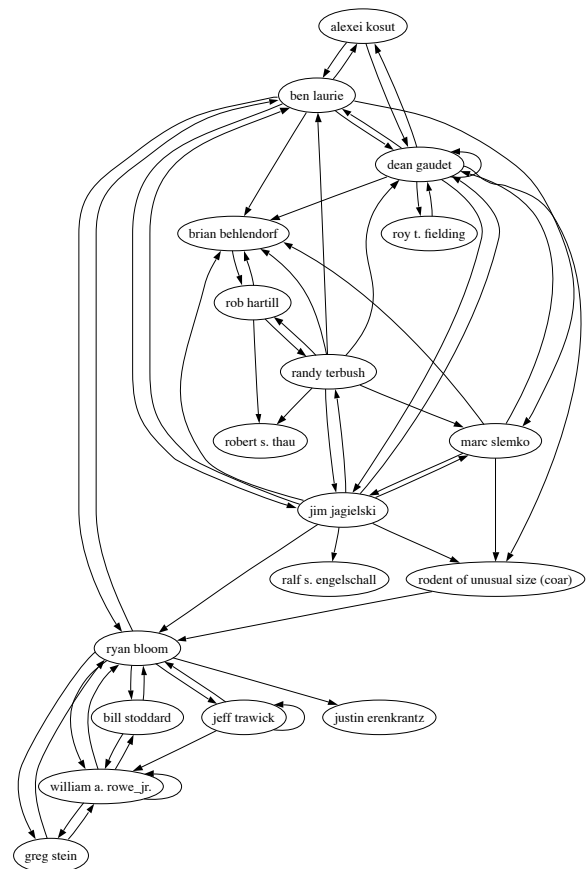 alexei kosut
ben laurie
dean gaudet
brian behlendorf
roy t. fielding
rob hartill
randy terbush
robert s. thau
marc slemko
jim jagielski
ralf s. engelschall
rodent of unusual size (coar)
ryan bloom
bill stoddard
jeff trawick
justin erenkrantz
william a. rowe_jr.
greg stein